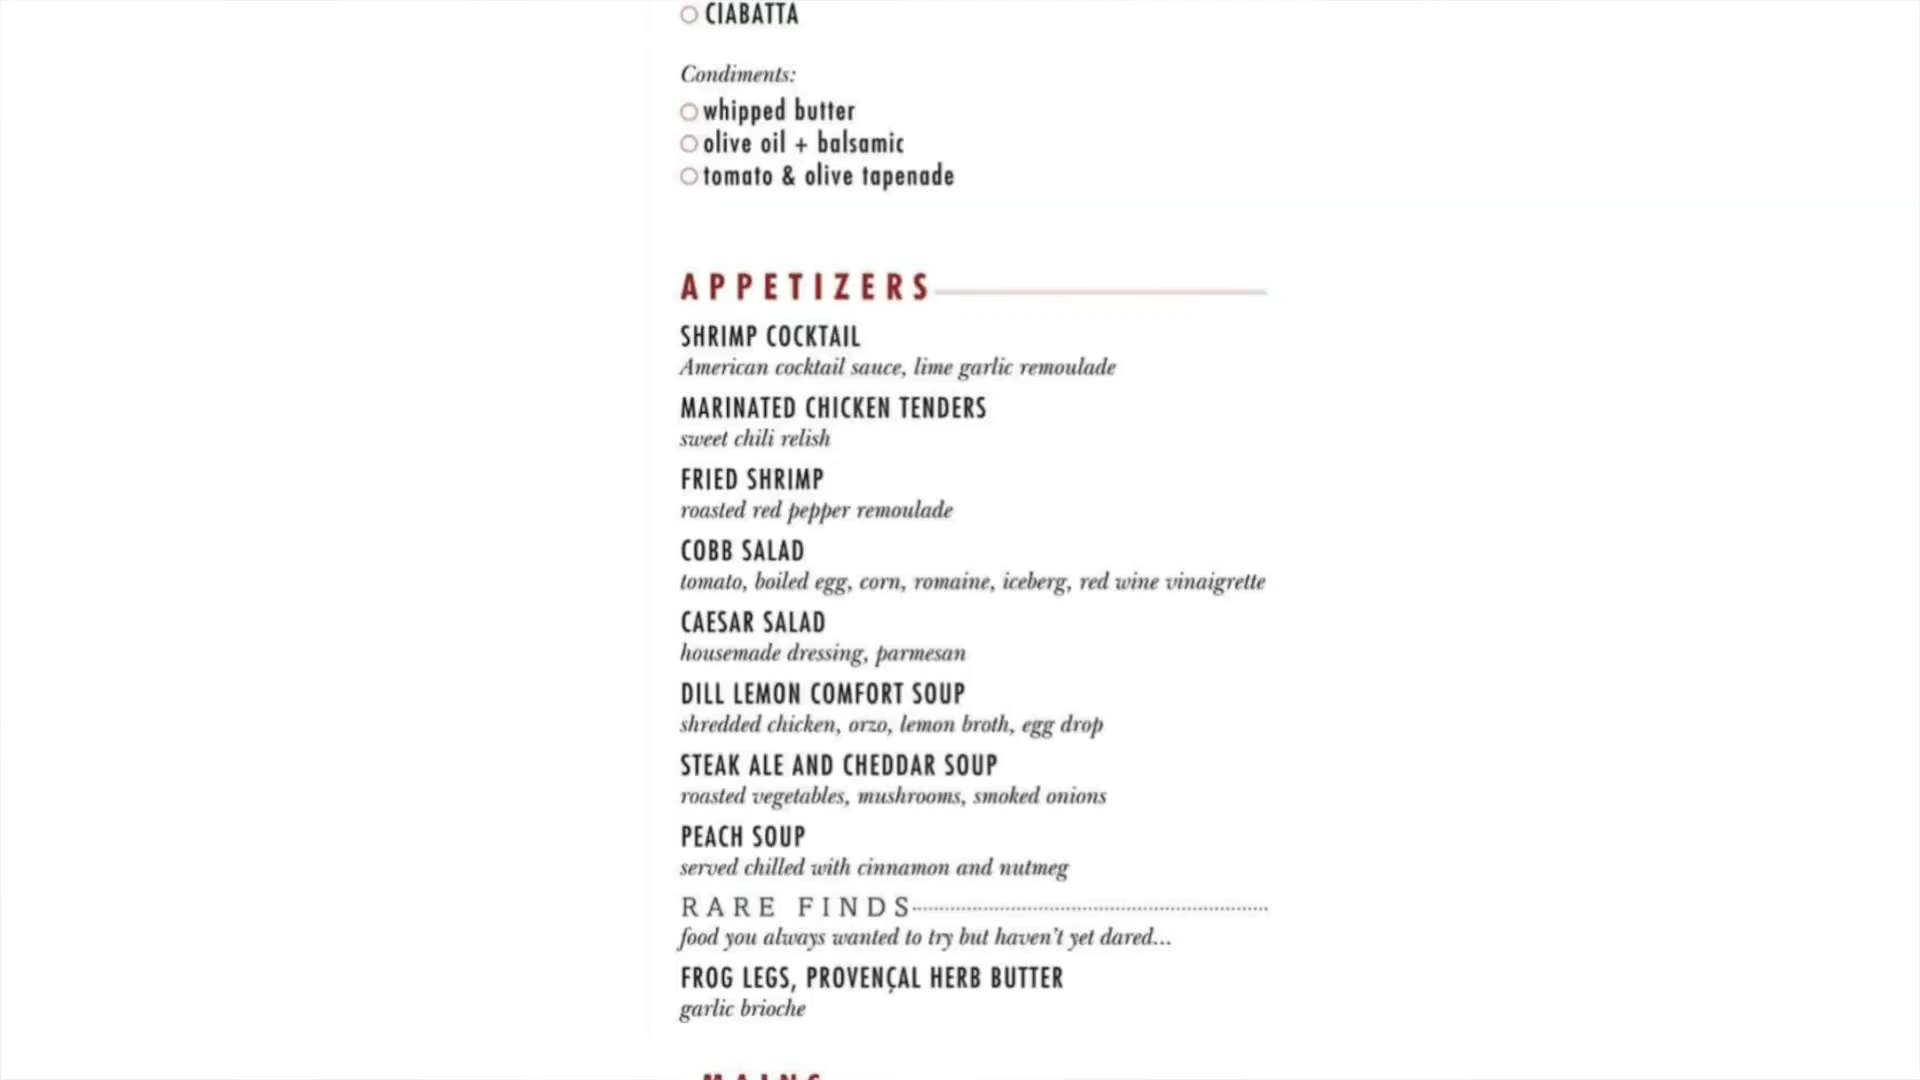 CIABATTA
Condiments:
whipped butter
olive oil + balsamic
tomato & olive tapenade
APPETIZERS
SHRIMP COCKTAIL
American cocktail sauce, lime garlic remoulade
MARINATED CHICKEN TENDERS
sweet chili relish
FRIED SHRIMP
roasted red pepper remoulade
COBB SALAD
tomato, boiled egg, corn, romaine, iceberg, red wine vinaigrette
CAESAR SALAD
housemade dressing, parmesan
DILL LEMON COMFORT SOUP
shredded chicken, orzo, lemon broth, egg drop
STEAK ALE AND CHEDDAR SOUP
roasted vegetables, mushrooms, smoked onions
PEACH SOUP
served chilled with cinnamon and nutmeg
RARE FINDS
food you always wanted to try but haven't yet dared...
FROG LEGS, PROVENÇAL HERB BUTTER
garlic brioche